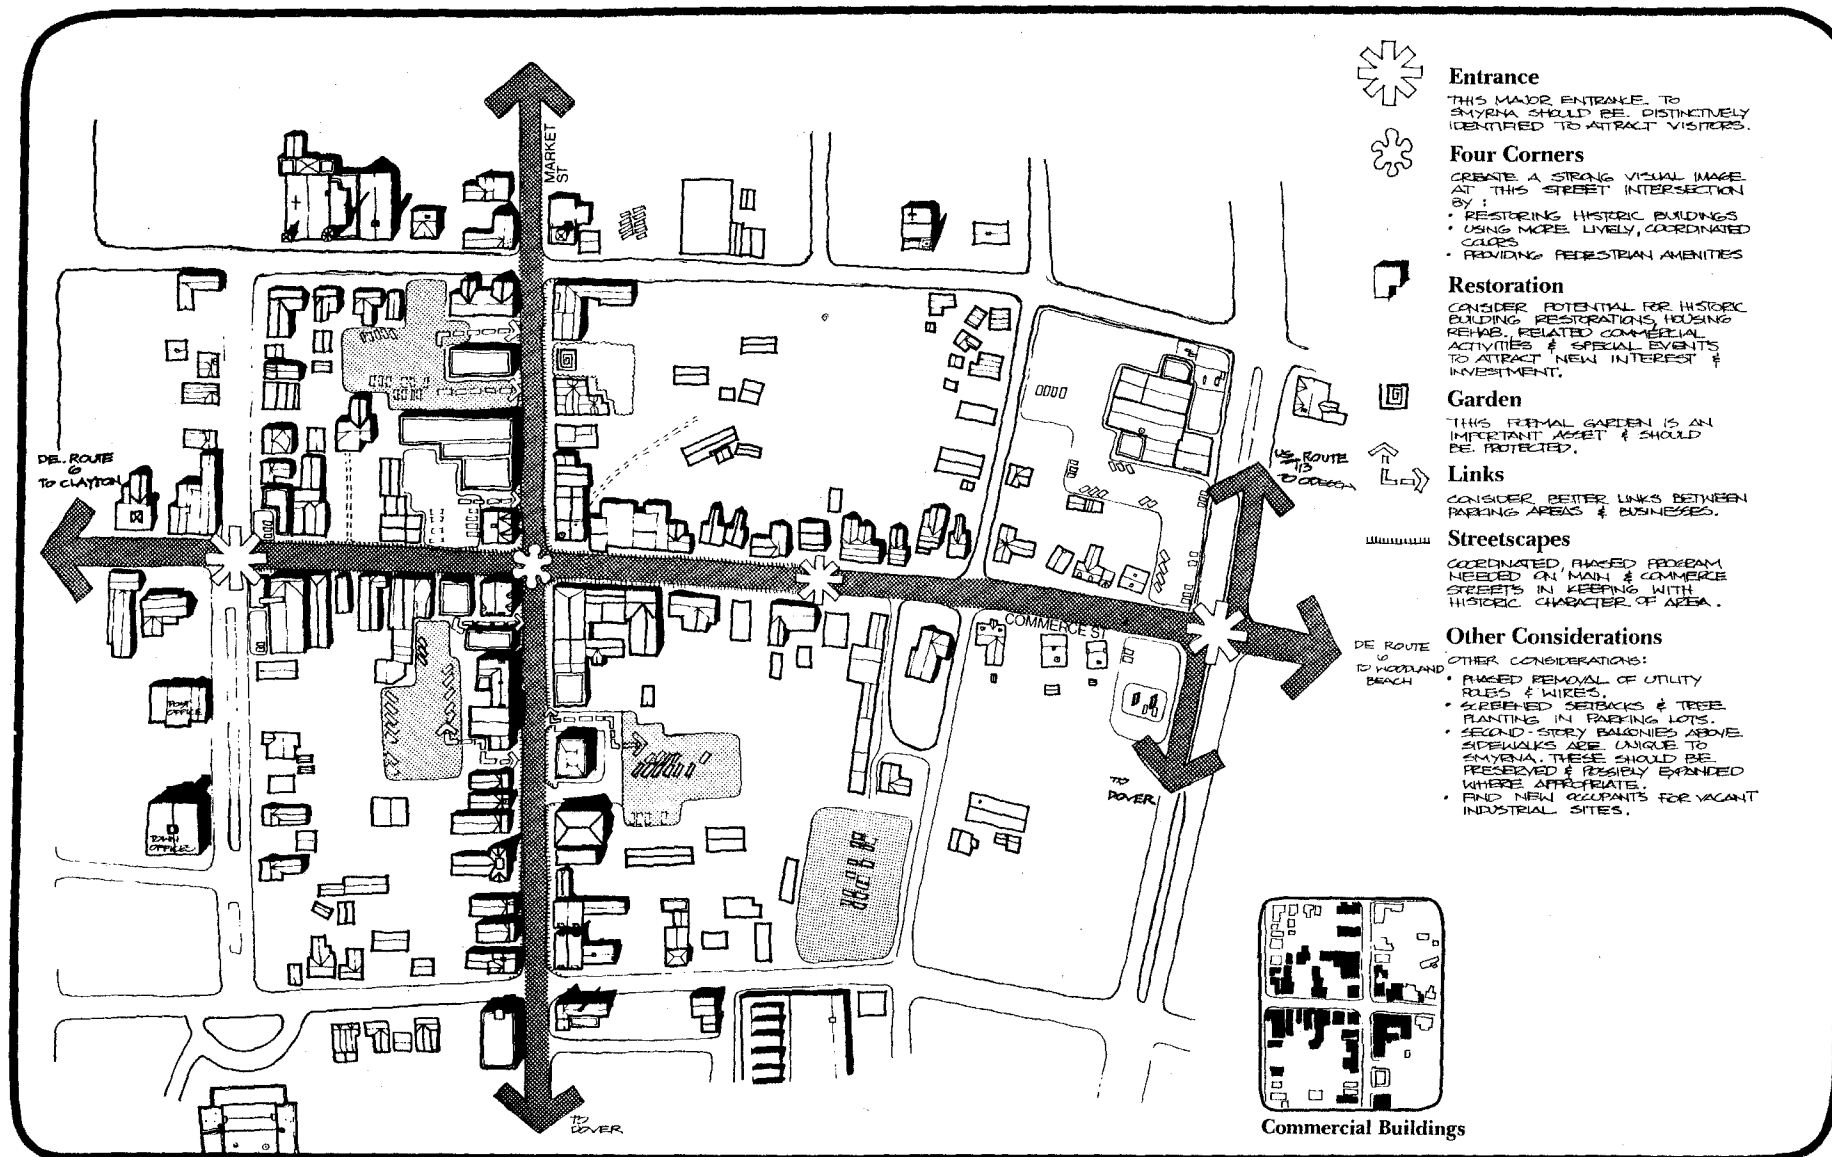 MARKET
ST
DE. ROUTE
6
TO CLAYTON
POST
OFFICE
TOWN
OFFICE
COMMERCE ST
US ROUTE
13
TO ODESSA
DE ROUTE
6
TO WOODLAND
BEACH
TO
DOVER
TO
DOVER
Entrance
THIS MAJOR ENTRANCE TO
SMYRNA SHOULD BE DISTINCTIVELY
IDENTIFIED TO ATTRACT VISITORS.
Four Corners
CREATE A STRONG VISUAL IMAGE
AT THIS STREET INTERSECTION
BY :
• RESTORING HISTORIC BUILDINGS
• USING MORE LIVELY, COORDINATED
COLORS
• PROVIDING PEDESTRIAN AMENITIES
Restoration
CONSIDER POTENTIAL FOR HISTORIC
BUILDING RESTORATIONS, HOUSING
REHAB., RELATED COMMERCIAL
ACTIVITIES & SPECIAL EVENTS
TO ATTRACT NEW INTEREST &
INVESTMENT.
Garden
THIS FORMAL GARDEN IS AN
IMPORTANT ASSET & SHOULD
BE PROTECTED.
Links
CONSIDER BETTER LINKS BETWEEN
PARKING AREAS & BUSINESSES.
Streetscapes
COORDINATED, PHASED PROGRAM
NEEDED ON MAIN & COMMERCE
STREETS IN KEEPING WITH
HISTORIC CHARACTER OF AREA.
Other Considerations
OTHER CONSIDERATIONS:
• PHASED REMOVAL OF UTILITY
POLES & WIRES.
• SCREENED SETBACKS & TREE
PLANTING IN PARKING LOTS.
• SECOND-STORY BALCONIES ABOVE
SIDEWALKS ARE UNIQUE TO
SMYRNA. THESE SHOULD BE
PRESERVED & POSSIBLY EXPANDED
WHERE APPROPRIATE.
• FIND NEW OCCUPANTS FOR VACANT
INDUSTRIAL SITES.
Commercial Buildings